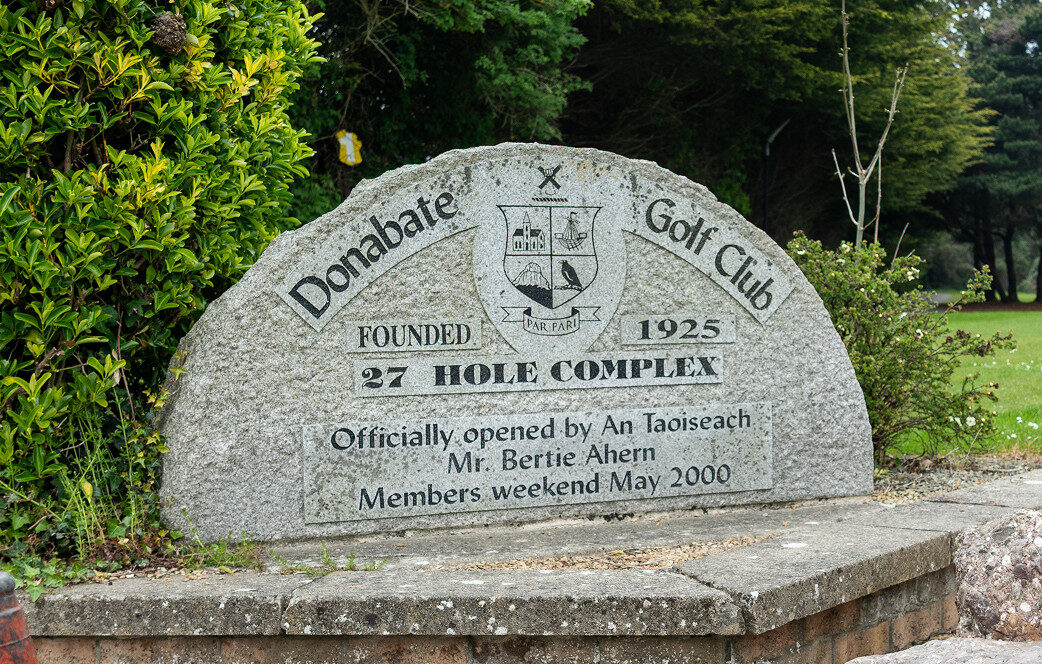 Donabate Golf Club
PAR PARI
FOUNDED 1925
27 HOLE COMPLEX
Officially opened by An Taoiseach
Mr. Bertie Ahern
Members weekend May 2000